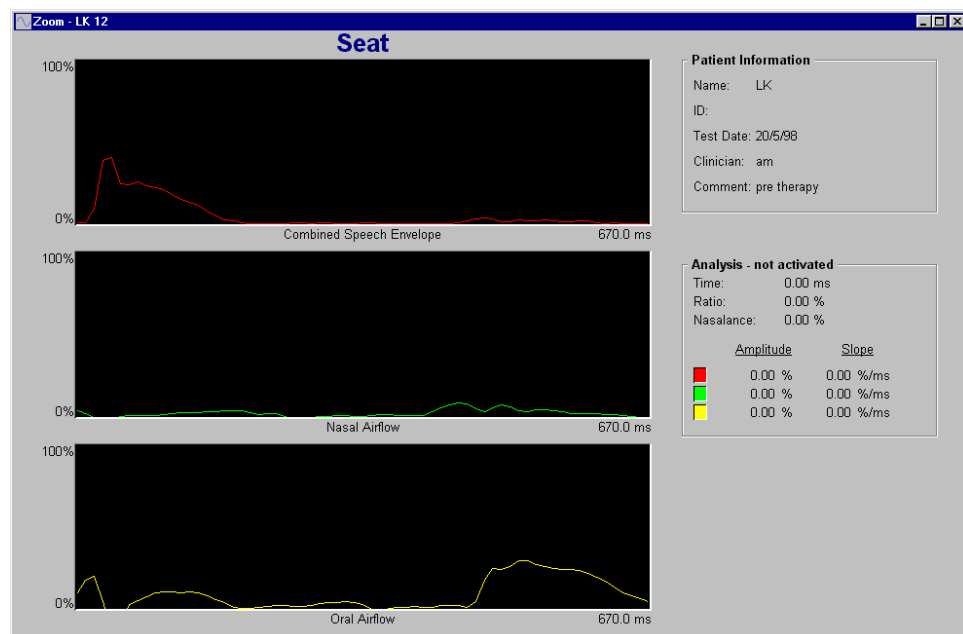 Zoom - LK 12
Seat
100%
0%
Combined Speech Envelope 670.0 ms
100%
0%
Nasal Airflow 670.0 ms
100%
0%
Oral Airflow 670.0 ms
Patient Information
Name: LK
ID:
Test Date: 20/5/98
Clinician: am
Comment: pre therapy
Analysis - not activated
Time: 0.00 ms
Ratio: 0.00 %
Nasalance: 0.00 %
Amplitude Slope
0.00 % 0.00 %/ms
0.00 % 0.00 %/ms
0.00 % 0.00 %/ms